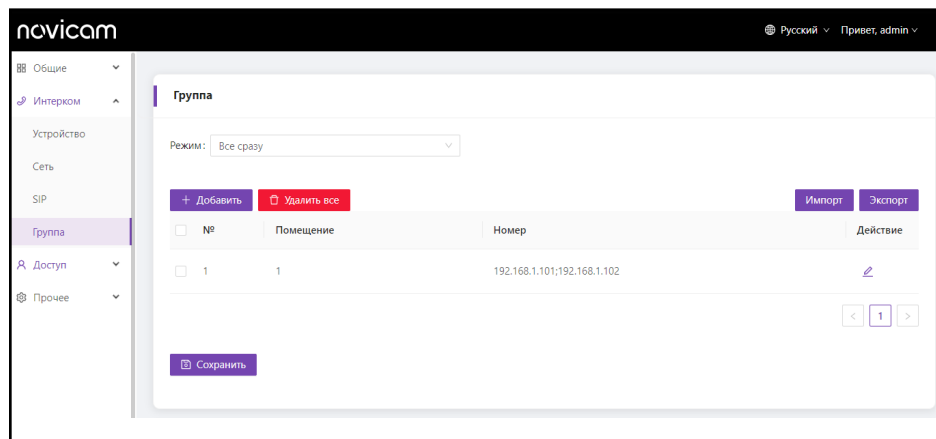 novicam
Русский Привет, admin
Общие
Интерком
Устройство
Сеть
SIP
Группа
Доступ
Прочее
Группа
Режим: Все сразу
+ Добавить Удалить все Импорт Экспорт
№ Помещение Номер Действие
1 1 192.168.1.101;192.168.1.102
< 1 >
Сохранить